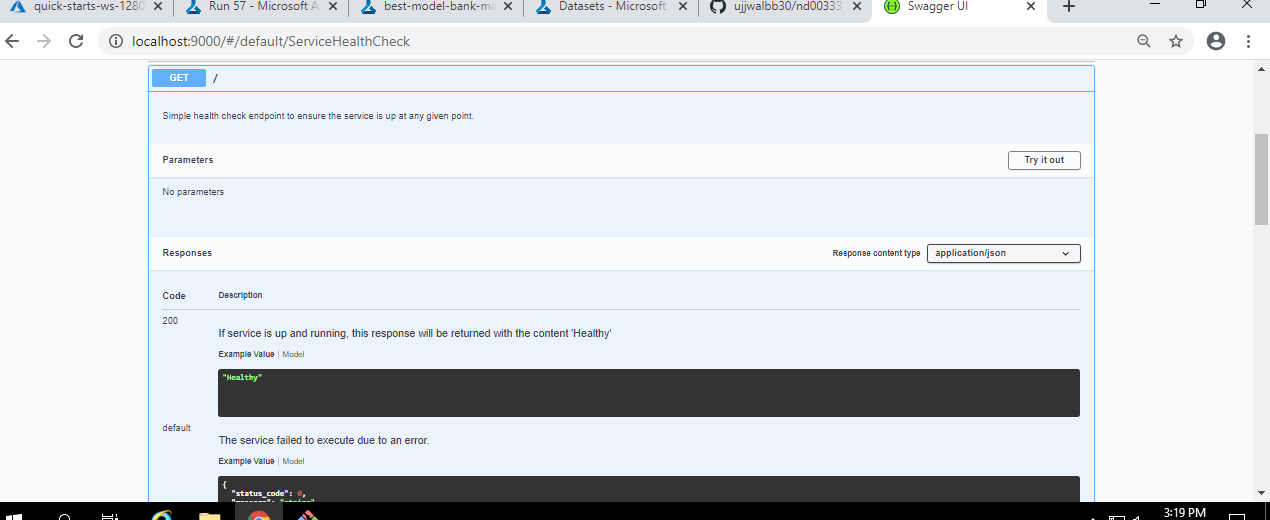 quick-starts-ws-1280
Run 57 - Microsoft A
best-model-bank-ma
Datasets - Microsoft
ujjwalbb30/nd00333
Swagger UI
localhost:9000/#/default/ServiceHealthCheck
GET /
Simple health check endpoint to ensure the service is up at any given point.
Parameters
Try it out
No parameters
Responses
Response content type
application/json
Code Description
200
If service is up and running, this response will be returned with the content 'Healthy'
Example Value | Model
"Healthy"
default
The service failed to execute due to an error.
Example Value | Model
{
"status_code": 0,
3:19 PM